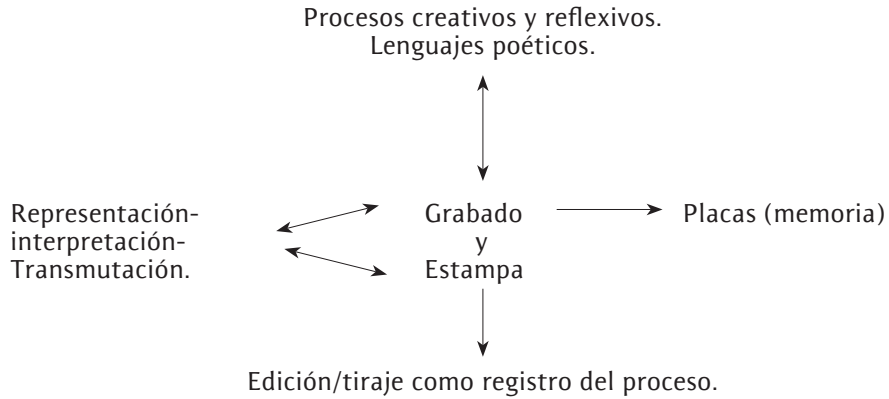 Procesos creativos y reflexivos.
Lenguajes poéticos.
Representación-
interpretación-
Transmutación.
Grabado
y
Estampa
Placas (memoria)
Edición/tiraje como registro del proceso.